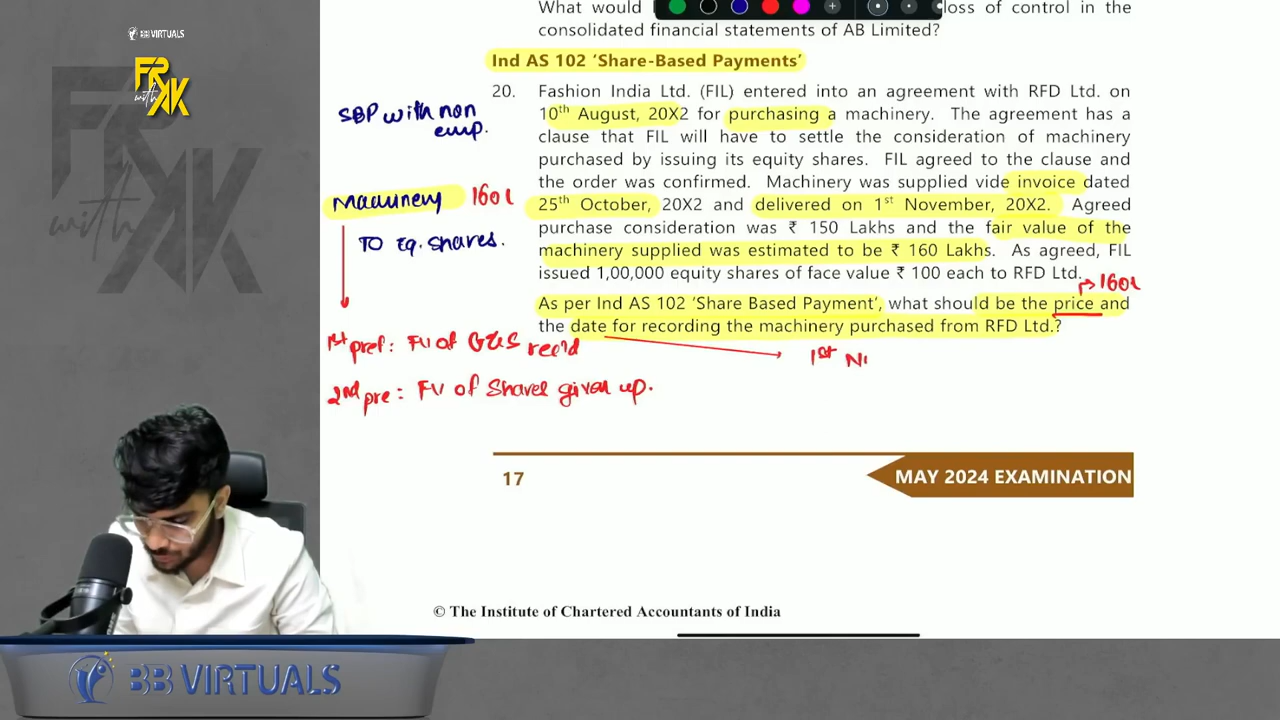 What would
loss of control in the
consolidated financial statements of AB Limited?
BB VIRTUALS
FR
with
AK
Ind AS 102 'Share-Based Payments'
20. Fashion India Ltd. (FIL) entered into an agreement with RFD Ltd. on
10th August, 20X2 for purchasing a machinery. The agreement has a
clause that FIL will have to settle the consideration of machinery
purchased by issuing its equity shares. FIL agreed to the clause and
the order was confirmed. Machinery was supplied vide invoice dated
25th October, 20X2 and delivered on 1st November, 20X2. Agreed
purchase consideration was ₹ 150 Lakhs and the fair value of the
machinery supplied was estimated to be ₹ 160 Lakhs. As agreed, FIL
issued 1,00,000 equity shares of face value ₹ 100 each to RFD Ltd.
As per Ind AS 102 'Share Based Payment', what should be the price and
the date for recording the machinery purchased from RFD Ltd.?
SBP with non
emp.
Machinery 160L
TO Eq. shares.
160L
1st pref: FV of G&S rec'd
1st N
2nd pre: FV of Shares given up.
17
MAY 2024 EXAMINATION
© The Institute of Chartered Accountants of India
BB VIRTUALS